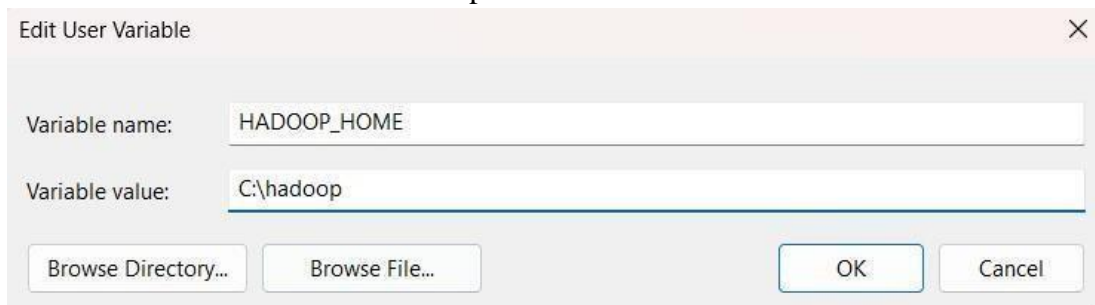 Edit User Variable
Variable name: HADOOP_HOME
Variable value: C:\hadoop
Browse Directory... Browse File... OK Cancel